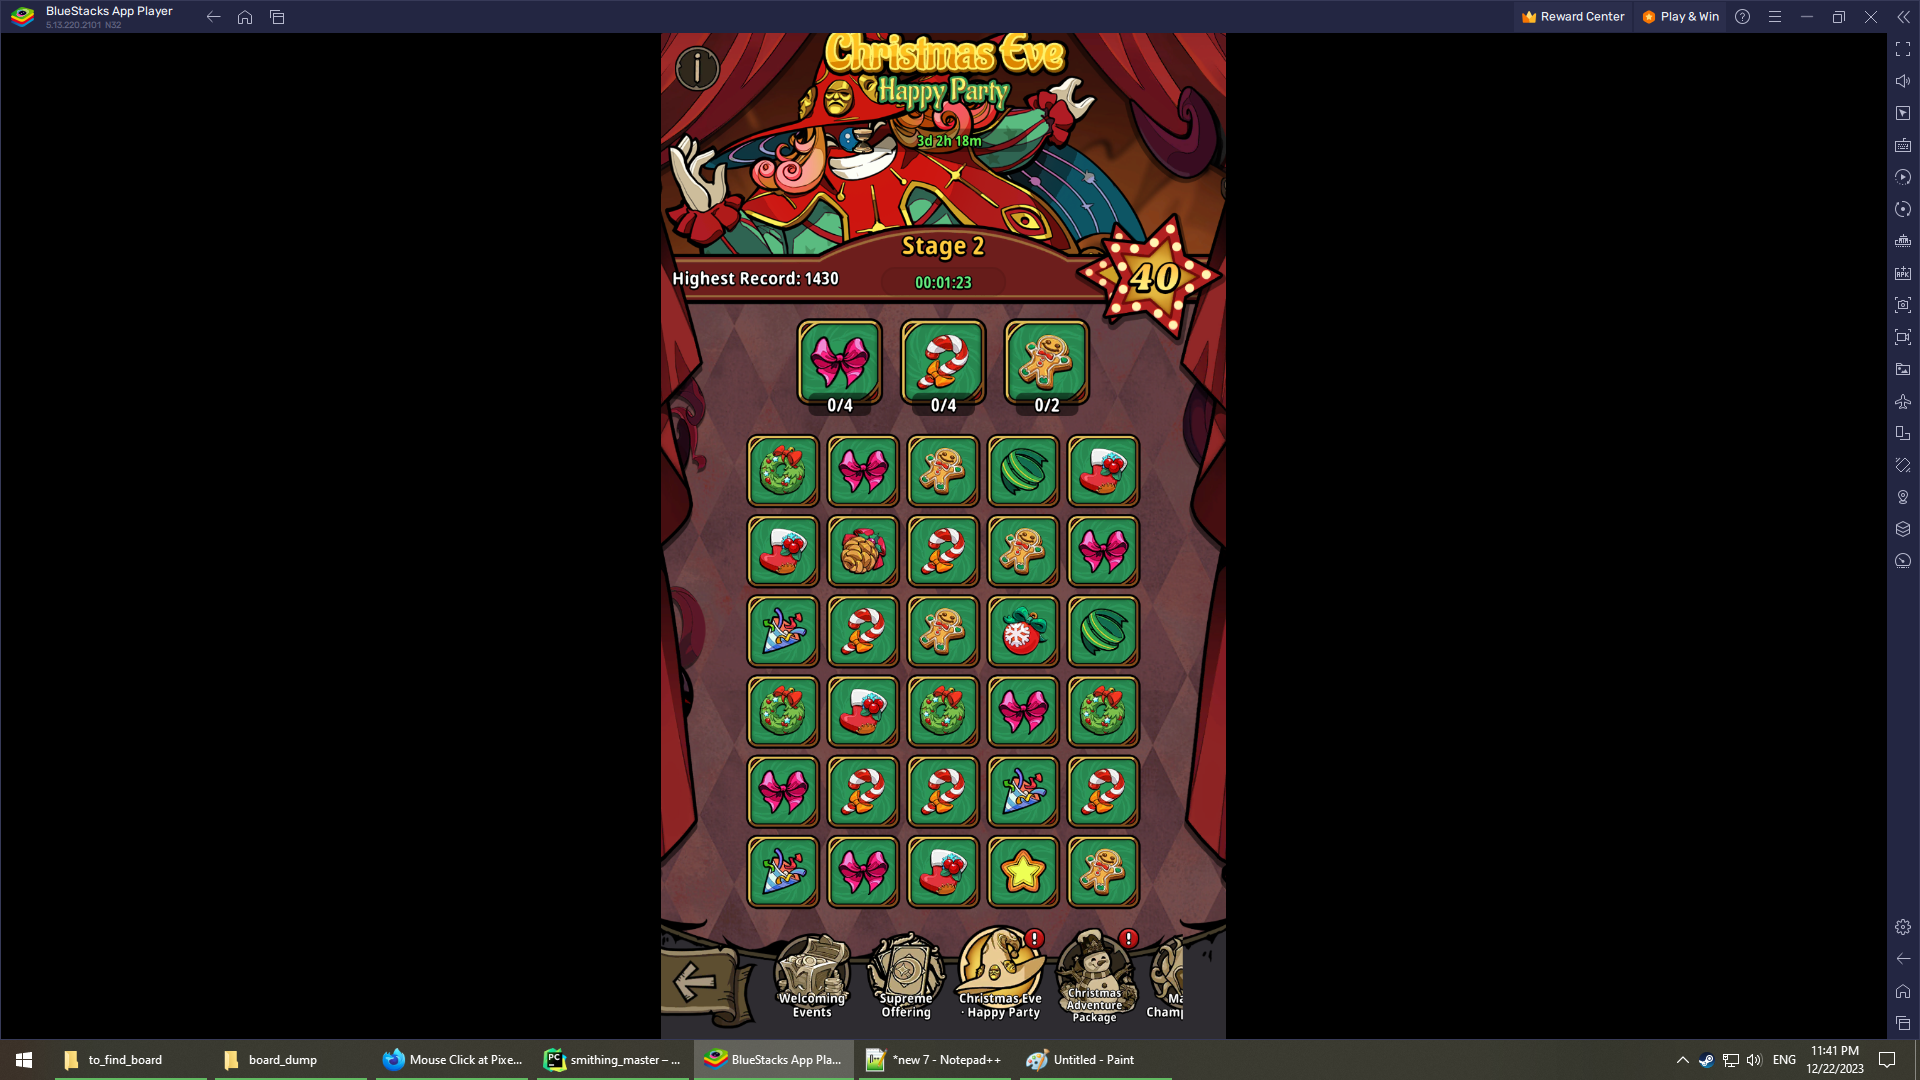 BlueStacks App Player
5.13.220.2101 N32
Reward Center
Play & Win
Christmas Eve
Happy Party
3d 2h 18m
Stage 2
Highest Record: 1430
00:01:23
40
0/4
0/4
0/2
Welcoming
Events
Supreme
Offering
Christmas Eve
· Happy Party
Christmas
Adventure
Package
to_find_board
board_dump
Mouse Click at Pixe...
smithing_master – ...
BlueStacks App Pla...
*new 7 - Notepad++
Untitled - Paint
ENG
11:41 PM
12/22/2023